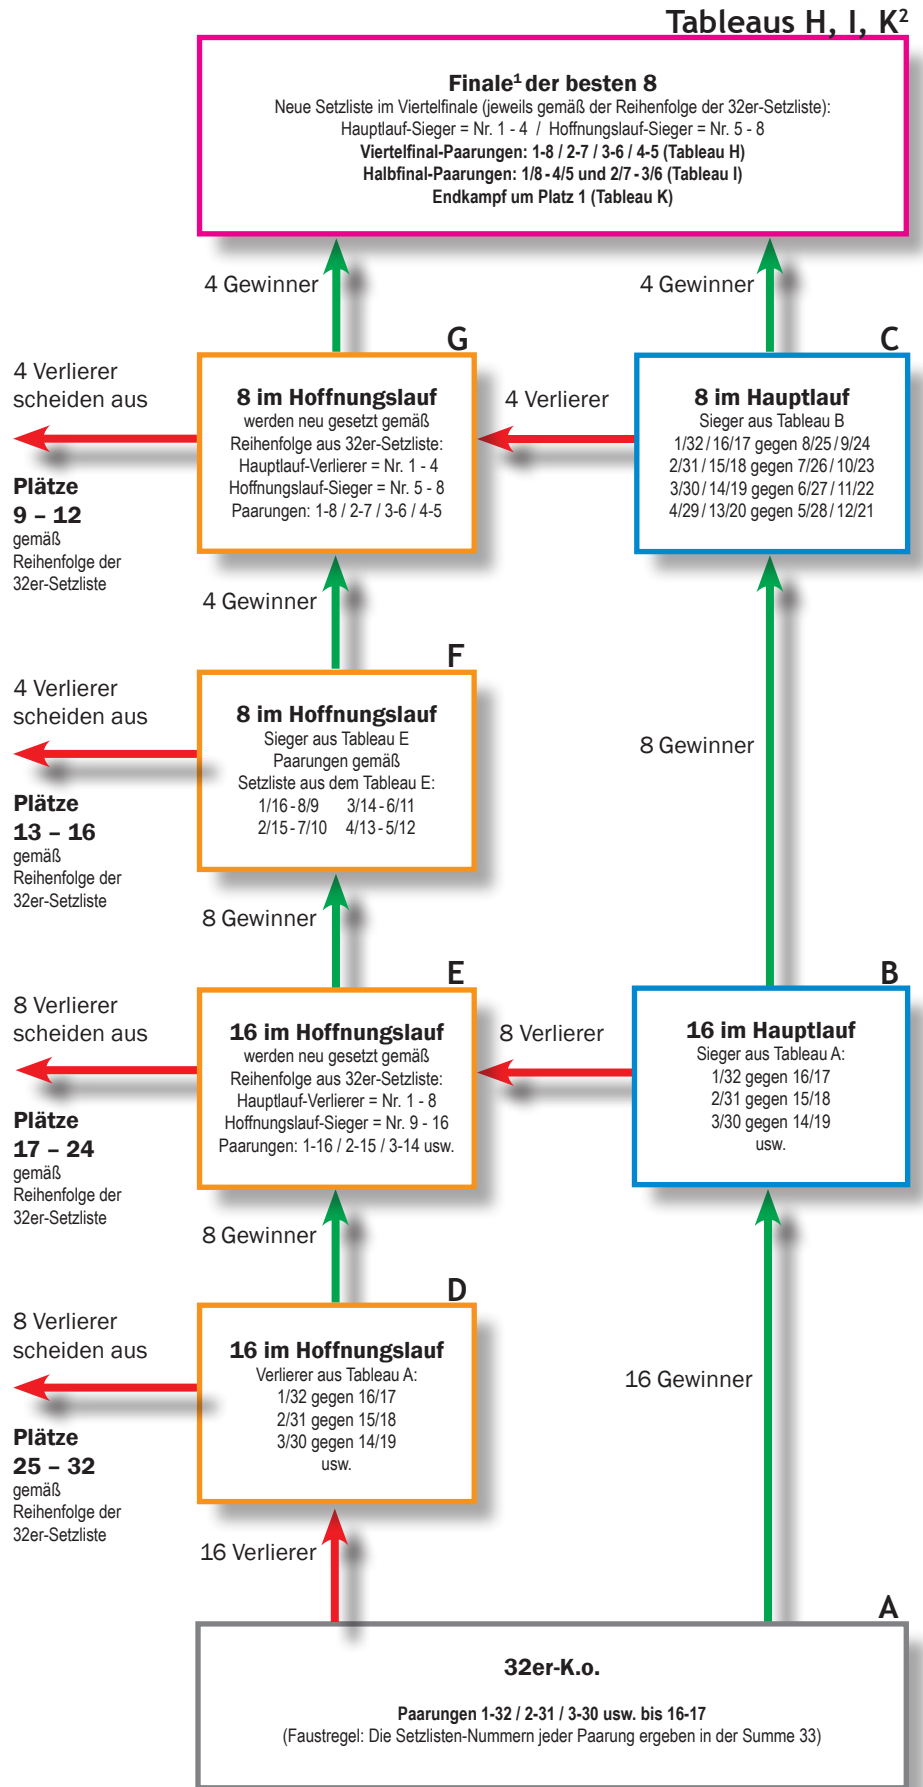 Tableaus H, I, K²
Finale¹ der besten 8
Neue Setzliste im Viertelfinale (jeweils gemäß der Reihenfolge der 32er-Setzliste):
Hauptlauf-Sieger = Nr. 1 - 4 / Hoffnungslauf-Sieger = Nr. 5 - 8
Viertelfinal-Paarungen: 1-8 / 2-7 / 3-6 / 4-5 (Tableau H)
Halbfinal-Paarungen: 1/8 - 4/5 und 2/7 - 3/6 (Tableau I)
Endkampf um Platz 1 (Tableau K)
4 Gewinner
4 Gewinner
G
C
4 Verlierer
scheiden aus
Plätze
9 – 12
gemäß
Reihenfolge der
32er-Setzliste
8 im Hoffnungslauf
werden neu gesetzt gemäß
Reihenfolge aus 32er-Setzliste:
Hauptlauf-Verlierer = Nr. 1 - 4
Hoffnungslauf-Sieger = Nr. 5 - 8
Paarungen: 1-8 / 2-7 / 3-6 / 4-5
4 Verlierer
8 im Hauptlauf
Sieger aus Tableau B
1/32 / 16/17 gegen 8/25 / 9/24
2/31 / 15/18 gegen 7/26 / 10/23
3/30 / 14/19 gegen 6/27 / 11/22
4/29 / 13/20 gegen 5/28 / 12/21
4 Gewinner
F
4 Verlierer
scheiden aus
Plätze
13 – 16
gemäß
Reihenfolge der
32er-Setzliste
8 im Hoffnungslauf
Sieger aus Tableau E
Paarungen gemäß
Setzliste aus dem Tableau E:
1/16 - 8/9 3/14 - 6/11
2/15 - 7/10 4/13 - 5/12
8 Gewinner
8 Gewinner
E
B
8 Verlierer
scheiden aus
Plätze
17 – 24
gemäß
Reihenfolge der
32er-Setzliste
16 im Hoffnungslauf
werden neu gesetzt gemäß
Reihenfolge aus 32er-Setzliste:
Hauptlauf-Verlierer = Nr. 1 - 8
Hoffnungslauf-Sieger = Nr. 9 - 16
Paarungen: 1-16 / 2-15 / 3-14 usw.
8 Verlierer
16 im Hauptlauf
Sieger aus Tableau A:
1/32 gegen 16/17
2/31 gegen 15/18
3/30 gegen 14/19
usw.
8 Gewinner
D
8 Verlierer
scheiden aus
Plätze
25 – 32
gemäß
Reihenfolge der
32er-Setzliste
16 im Hoffnungslauf
Verlierer aus Tableau A:
1/32 gegen 16/17
2/31 gegen 15/18
3/30 gegen 14/19
usw.
16 Gewinner
16 Verlierer
A
32er-K.o.
Paarungen 1-32 / 2-31 / 3-30 usw. bis 16-17
(Faustregel: Die Setzlisten-Nummern jeder Paarung ergeben in der Summe 33)